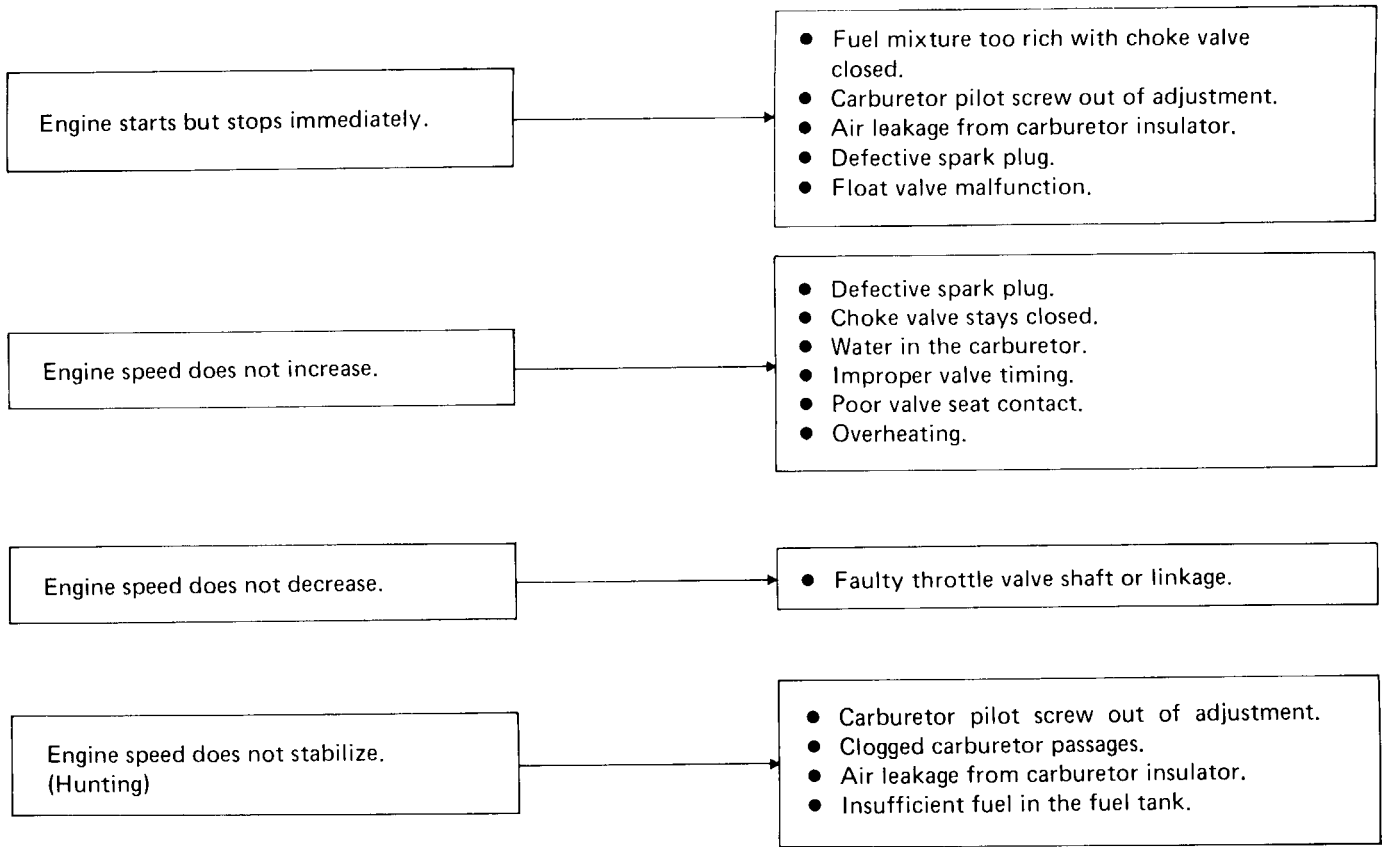 Engine starts but stops immediately.
● Fuel mixture too rich with choke valve
closed.
● Carburetor pilot screw out of adjustment.
● Air leakage from carburetor insulator.
● Defective spark plug.
● Float valve malfunction.
Engine speed does not increase.
● Defective spark plug.
● Choke valve stays closed.
● Water in the carburetor.
● Improper valve timing.
● Poor valve seat contact.
● Overheating.
Engine speed does not decrease.
● Faulty throttle valve shaft or linkage.
Engine speed does not stabilize.
(Hunting)
● Carburetor pilot screw out of adjustment.
● Clogged carburetor passages.
● Air leakage from carburetor insulator.
● Insufficient fuel in the fuel tank.